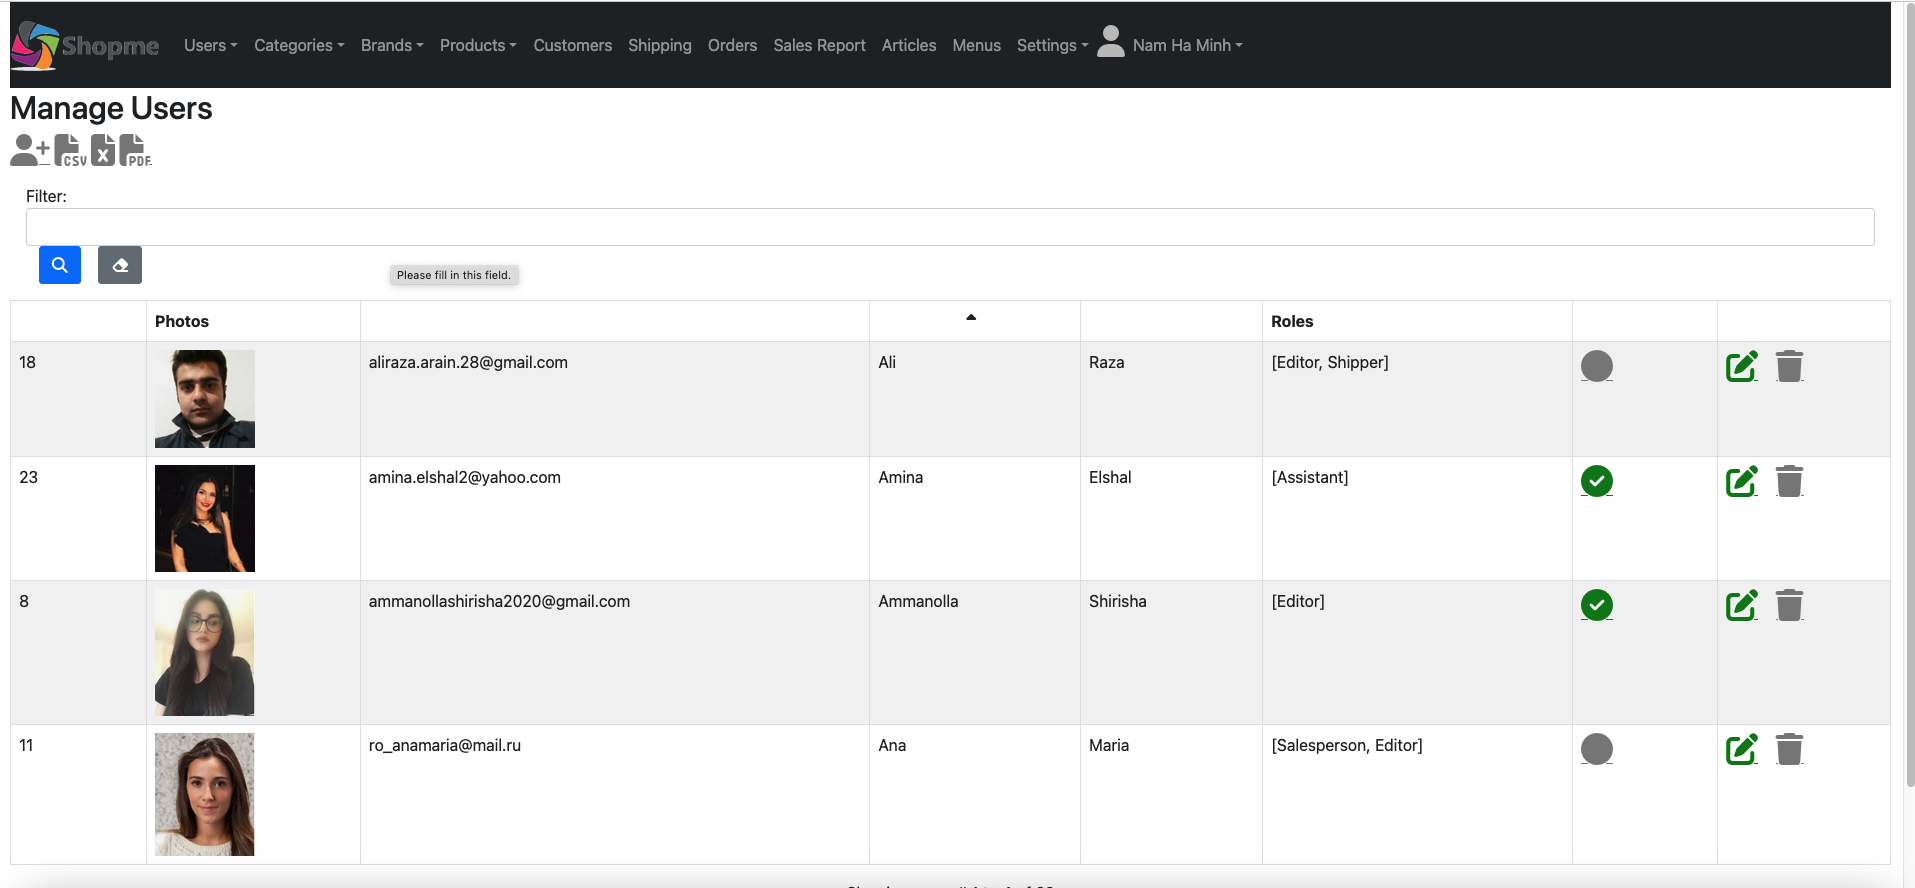 Shopme Users Categories Brands Products Customers Shipping Orders Sales Report Articles Menus Settings Nam Ha Minh
Manage Users
CSV X PDF
Filter:
Please fill in this field.
Photos Roles
18 aliraza.arain.28@gmail.com Ali Raza [Editor, Shipper]
23 amina.elshal2@yahoo.com Amina Elshal [Assistant]
8 ammanollashirisha2020@gmail.com Ammanolla Shirisha [Editor]
11 ro_anamaria@mail.ru Ana Maria [Salesperson, Editor]